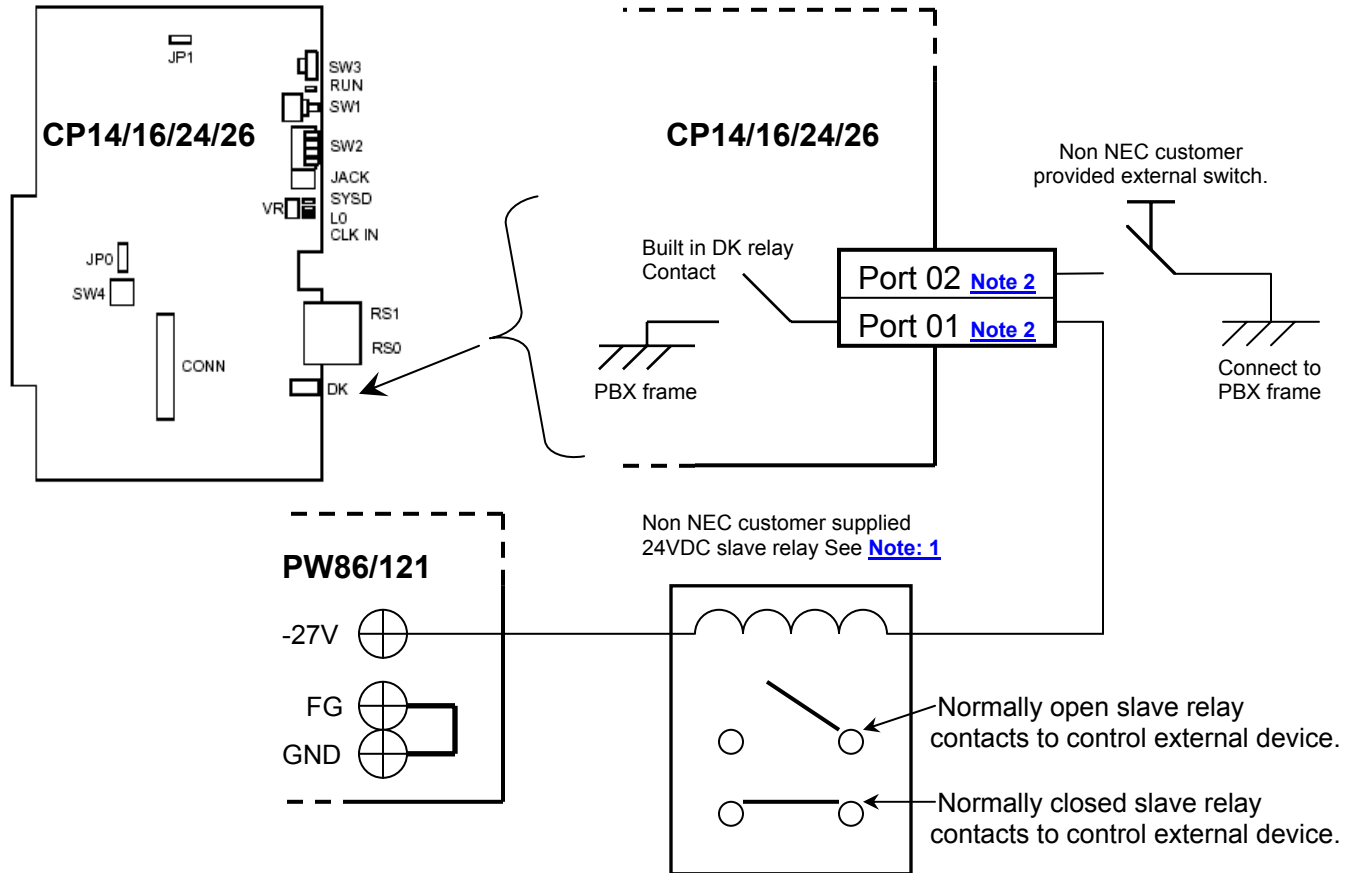 JP1
SW3
RUN
SW1
CP14/16/24/26
SW2
JACK
SYSD
VR
L0
CLK IN
JP0
SW4
RS1
RS0
CONN
DK
CP14/16/24/26
Non NEC customer
provided external switch.
Built in DK relay
Contact
Port 02 Note 2
Port 01 Note 2
PBX frame
Connect to
PBX frame
Non NEC customer supplied
24VDC slave relay See Note: 1
PW86/121
-27V
FG
GND
Normally open slave relay
contacts to control external device.
Normally closed slave relay
contacts to control external device.